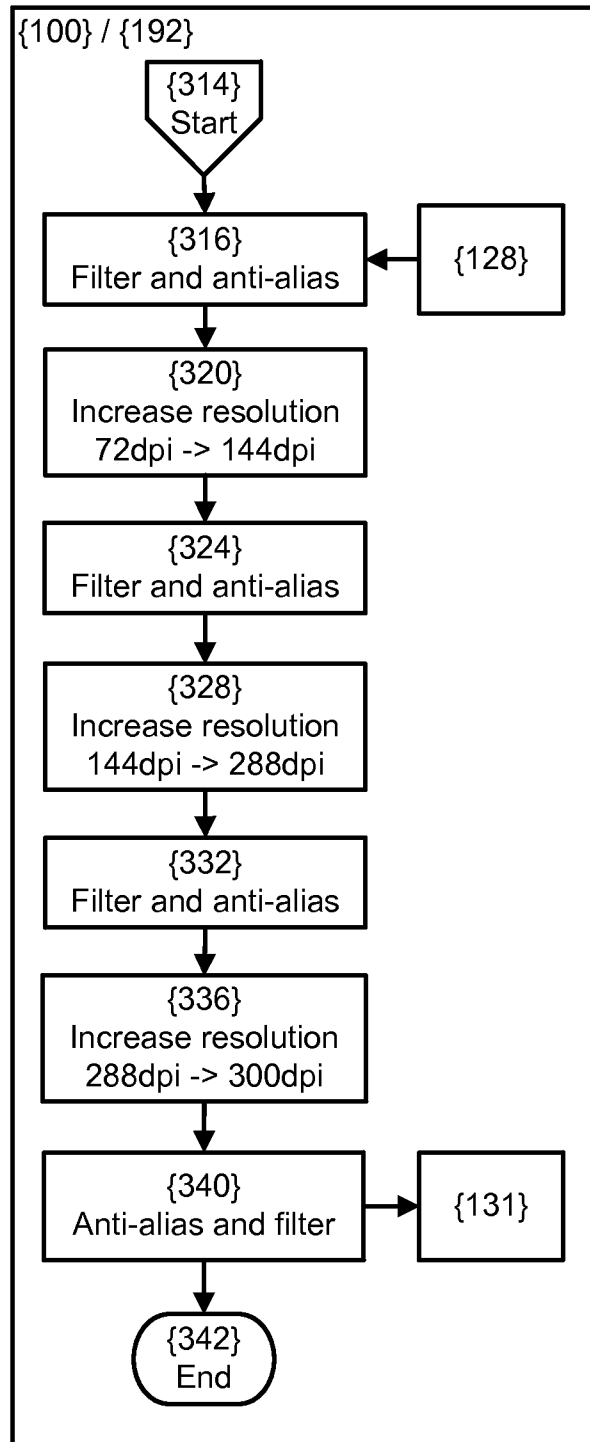 {100} / {192}
{314}
Start
{316}
Filter and anti-alias
{128}
{320}
Increase resolution
72dpi -> 144dpi
{324}
Filter and anti-alias
{328}
Increase resolution
144dpi -> 288dpi
{332}
Filter and anti-alias
{336}
Increase resolution
288dpi -> 300dpi
{340}
Anti-alias and filter
{131}
{342}
End